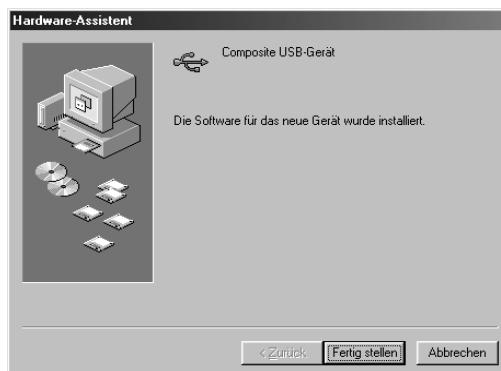 Hardware-Assistent
Composite USB-Gerät
Die Software für das neue Gerät wurde installiert.
< Zurück
Fertig stellen
Abbrechen